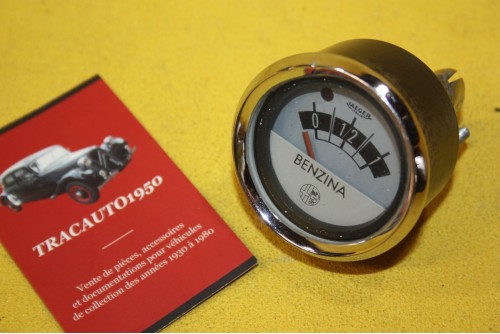 TRACAUTO1950
Vente de pièces, accessoires
et documentations pour véhicules
de collection des années 1930 à 1980
JAEGER
0 1/2 1
BENZINA